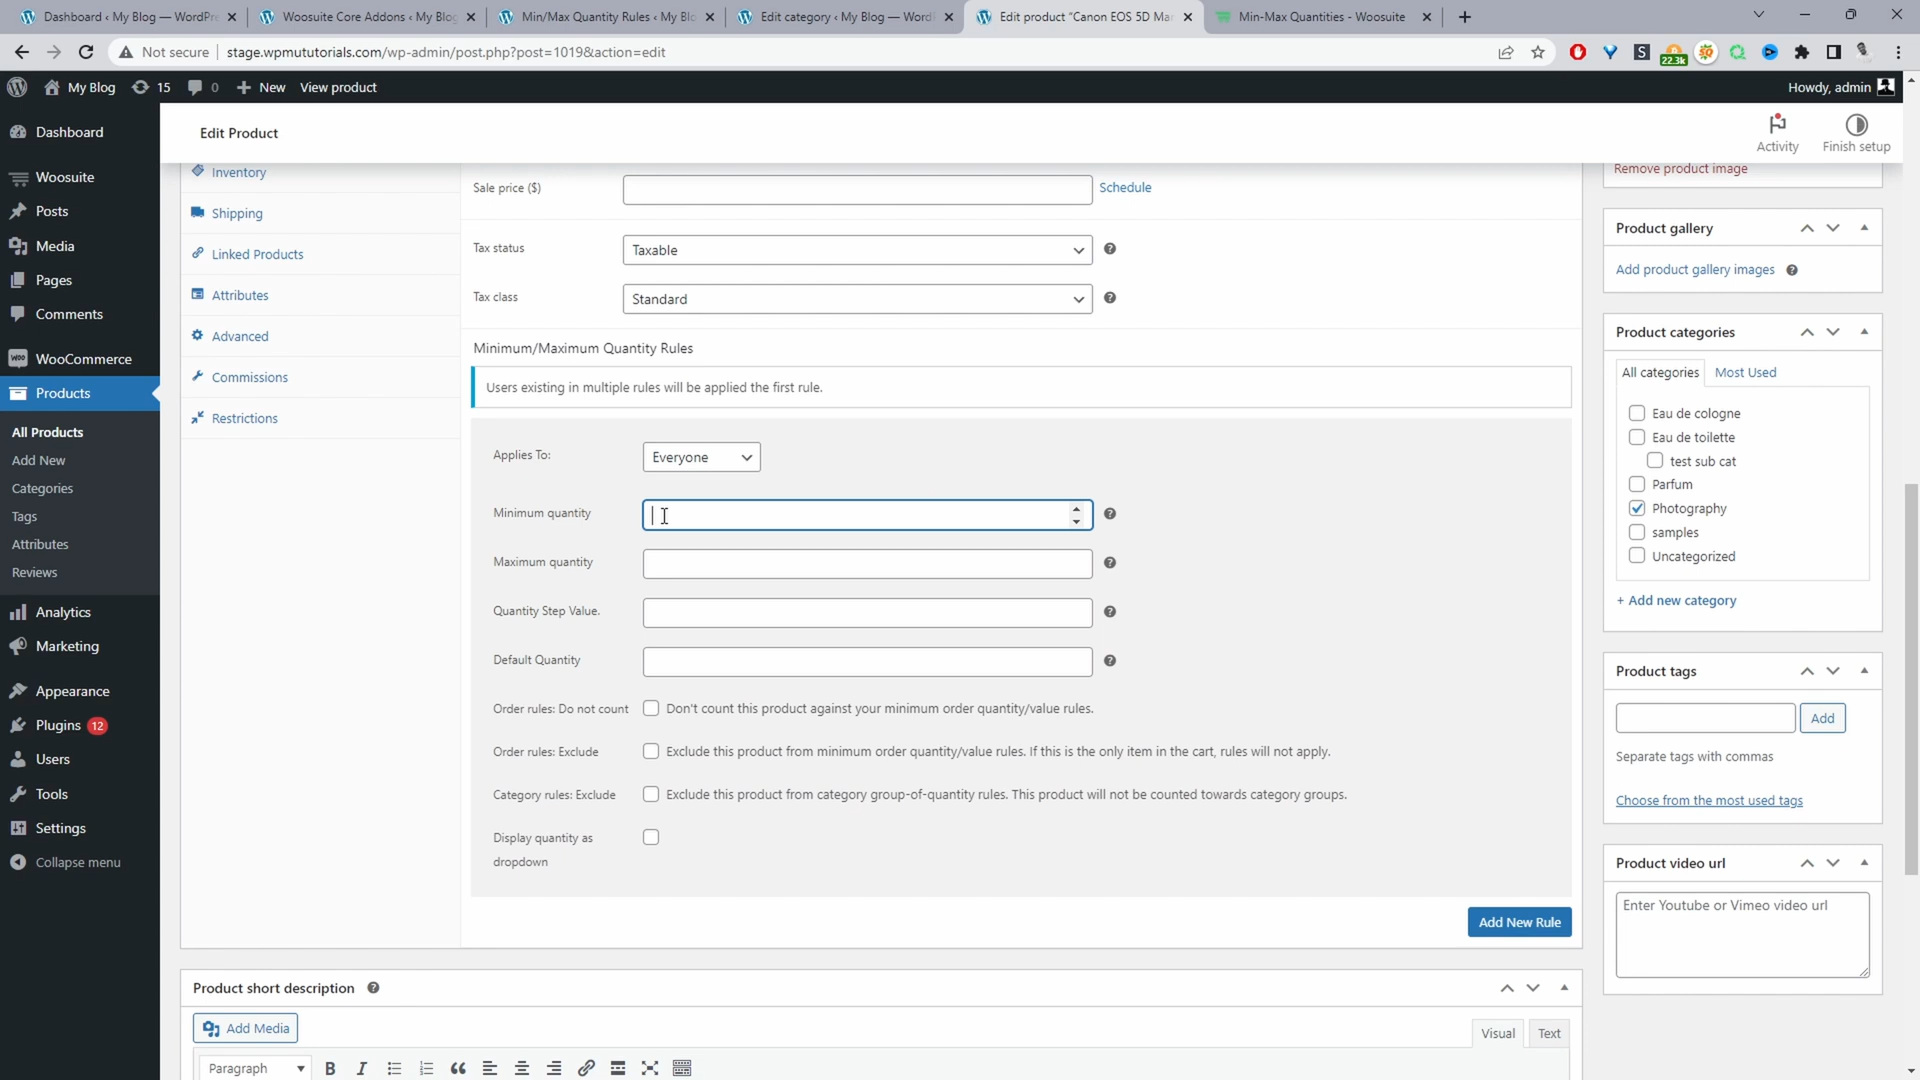 Dashboard ‹ My Blog — WordPre
Woosuite Core Addons ‹ My Blog
Min/Max Quantity Rules ‹ My Blo
Edit category ‹ My Blog — WordP
Edit product "Canon EOS 5D Mar
Min-Max Quantities - Woosuite
Not secure
stage.wpmututorials.com/wp-admin/post.php?post=1019&action=edit
22.3k
My Blog
15
0
New
View product
Howdy, admin
Dashboard
Woosuite
Posts
Media
Pages
Comments
WooCommerce
Products
All Products
Add New
Categories
Tags
Attributes
Reviews
Analytics
Marketing
Appearance
Plugins 12
Users
Tools
Settings
Collapse menu
Edit Product
Activity
Finish setup
Inventory
Shipping
Linked Products
Attributes
Advanced
Commissions
Restrictions
Sale price ($)
Schedule
Tax status
Taxable
Tax class
Standard
Minimum/Maximum Quantity Rules
Users existing in multiple rules will be applied the first rule.
Applies To:
Everyone
Minimum quantity
Maximum quantity
Quantity Step Value.
Default Quantity
Order rules: Do not count
Don't count this product against your minimum order quantity/value rules.
Order rules: Exclude
Exclude this product from minimum order quantity/value rules. If this is the only item in the cart, rules will not apply.
Category rules: Exclude
Exclude this product from category group-of-quantity rules. This product will not be counted towards category groups.
Display quantity as
dropdown
Add New Rule
Product short description
Add Media
Visual
Text
Paragraph
Remove product image
Product gallery
Add product gallery images
Product categories
All categories
Most Used
Eau de cologne
Eau de toilette
test sub cat
Parfum
Photography
samples
Uncategorized
+ Add new category
Product tags
Add
Separate tags with commas
Choose from the most used tags
Product video url
Enter Youtube or Vimeo video url